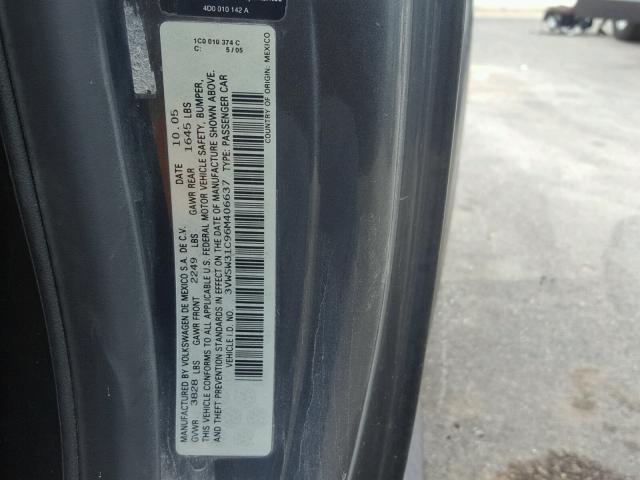 4D0 010 142 A
1C0 010 374 C
C: 5/05
MANUFACTURED BY VOLKSWAGEN DE MEXICO S.A. DE C.V. DATE 10.05
GVWR 3828 LBS GAWR FRONT 2249 LBS GAWR REAR 1645 LBS
THIS VEHICLE CONFORMS TO ALL APPLICABLE U.S. FEDERAL MOTOR VEHICLE SAFETY, BUMPER,
AND THEFT PREVENTION STANDARDS IN EFFECT ON THE DATE OF MANUFACTURE SHOWN ABOVE.
VEHICLE I.D. NO. 3VWSW31C96M406637 TYPE: PASSENGER CAR
COUNTRY OF ORIGIN: MEXICO